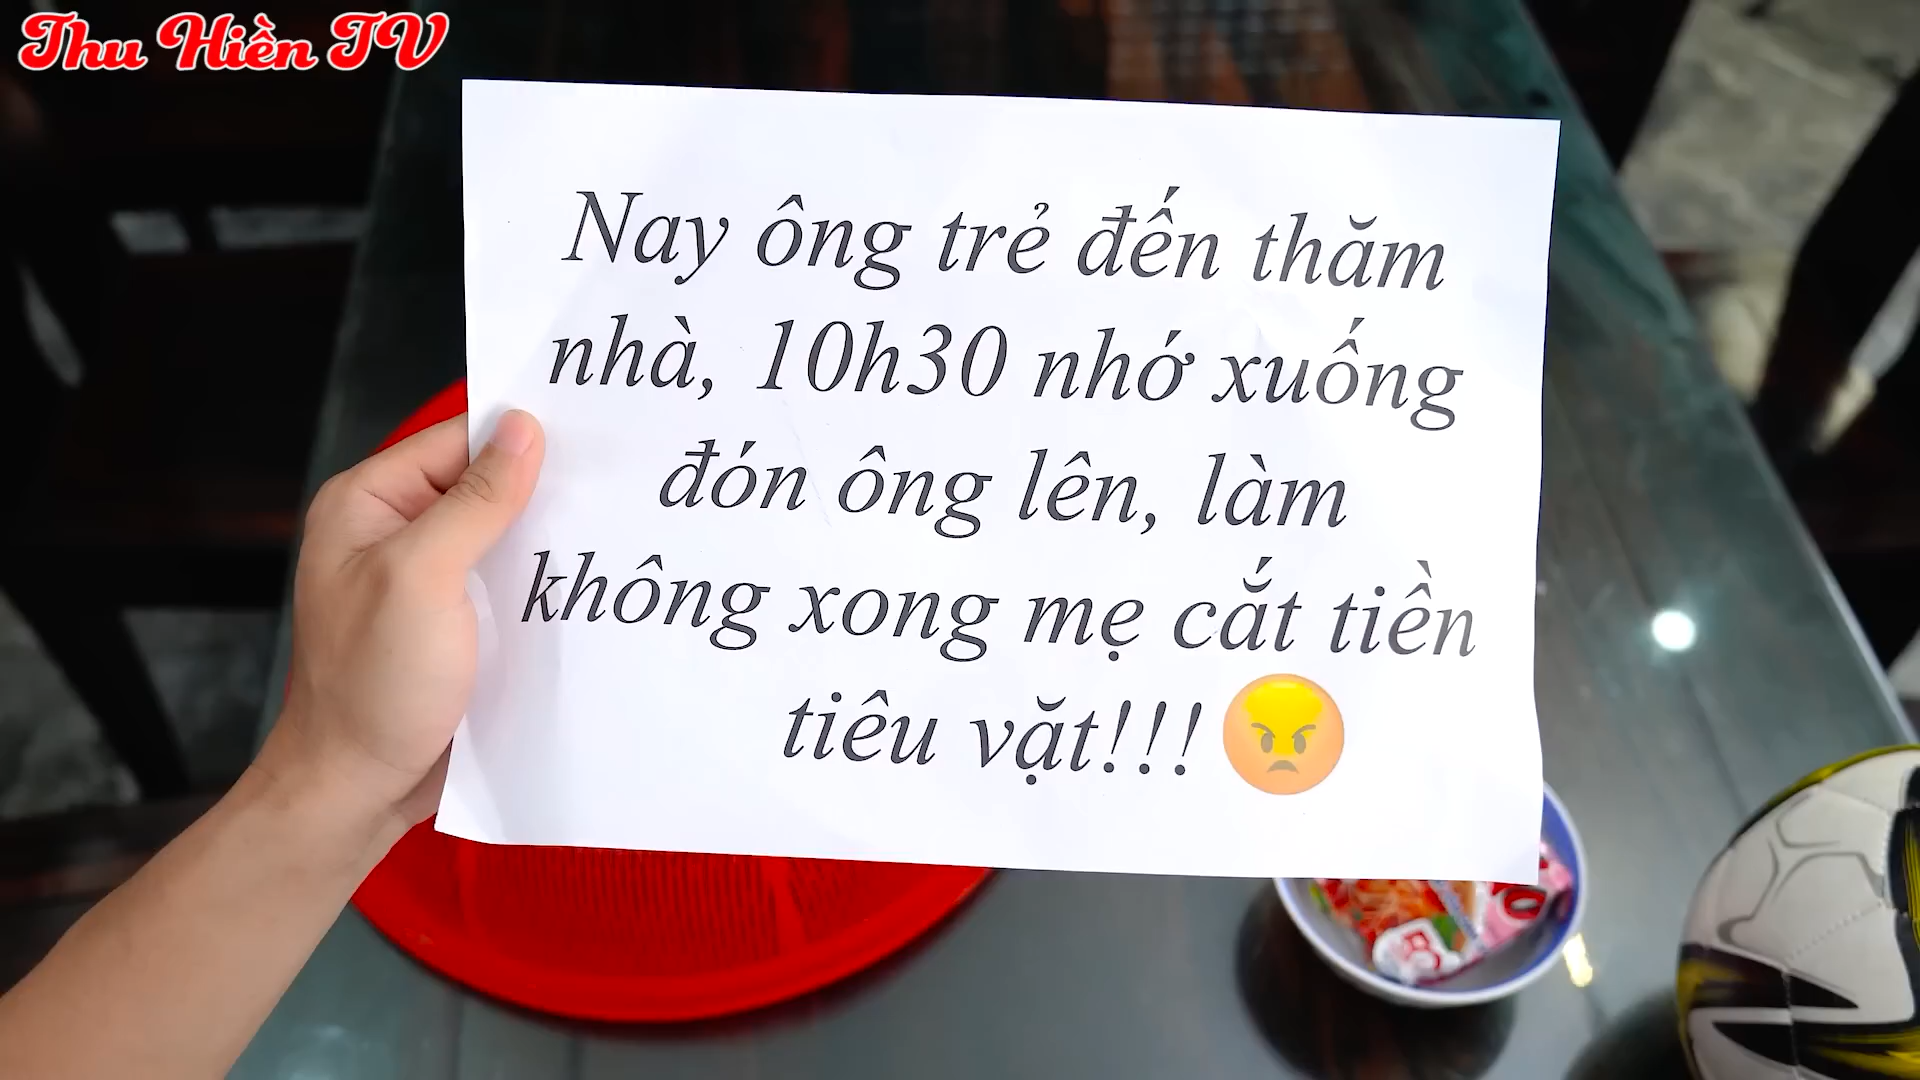 Thu Hiền TV
Nay ông trẻ đến thăm
nhà, 10h30 nhớ xuống
đón ông lên, làm
không xong mẹ cắt tiền
tiêu vặt!!!